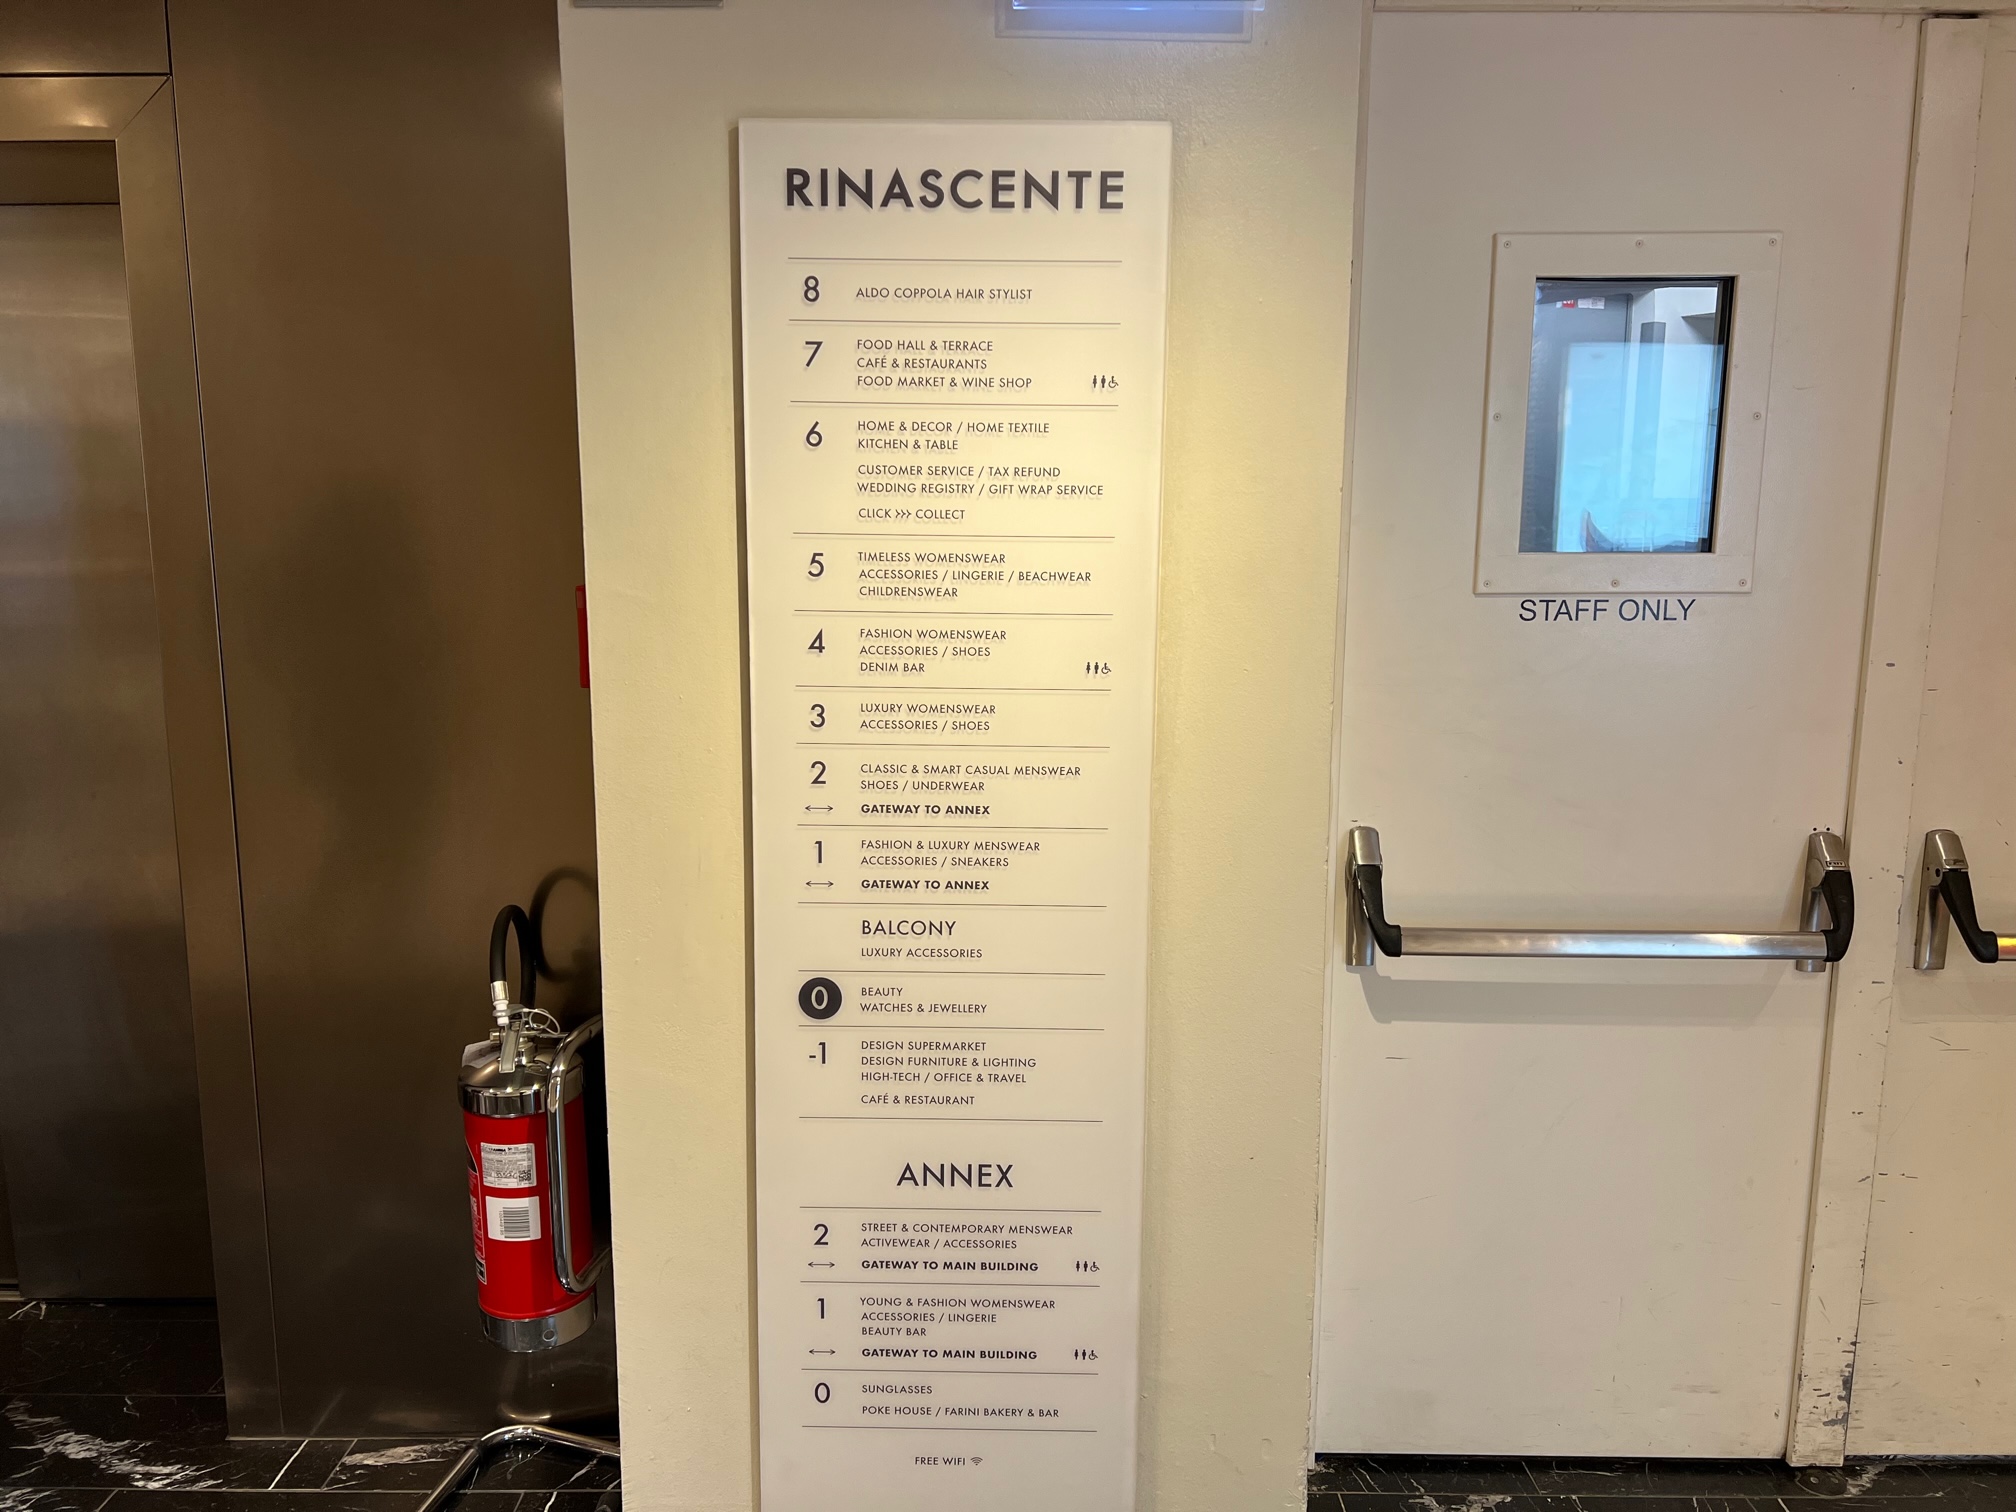 RINASCENTE
8 ALDO COPPOLA HAIR STYLIST
7 FOOD HALL & TERRACE
CAFÉ & RESTAURANTS
FOOD MARKET & WINE SHOP
6 HOME & DECOR / HOME TEXTILE
KITCHEN & TABLE
CUSTOMER SERVICE / TAX REFUND
WEDDING REGISTRY / GIFT WRAP SERVICE
CLICK >>> COLLECT
5 TIMELESS WOMENSWEAR
ACCESSORIES / LINGERIE / BEACHWEAR
CHILDRENSWEAR
4 FASHION WOMENSWEAR
ACCESSORIES / SHOES
DENIM BAR
3 LUXURY WOMENSWEAR
ACCESSORIES / SHOES
2 CLASSIC & SMART CASUAL MENSWEAR
SHOES / UNDERWEAR
GATEWAY TO ANNEX
1 FASHION & LUXURY MENSWEAR
ACCESSORIES / SNEAKERS
GATEWAY TO ANNEX
BALCONY
LUXURY ACCESSORIES
0 BEAUTY
WATCHES & JEWELLERY
-1 DESIGN SUPERMARKET
DESIGN FURNITURE & LIGHTING
HIGH-TECH / OFFICE & TRAVEL
CAFÉ & RESTAURANT
ANNEX
2 STREET & CONTEMPORARY MENSWEAR
ACTIVEWEAR / ACCESSORIES
GATEWAY TO MAIN BUILDING
1 YOUNG & FASHION WOMENSWEAR
ACCESSORIES / LINGERIE
BEAUTY BAR
GATEWAY TO MAIN BUILDING
0 SUNGLASSES
POKE HOUSE / FARINI BAKERY & BAR
FREE WIFI
STAFF ONLY